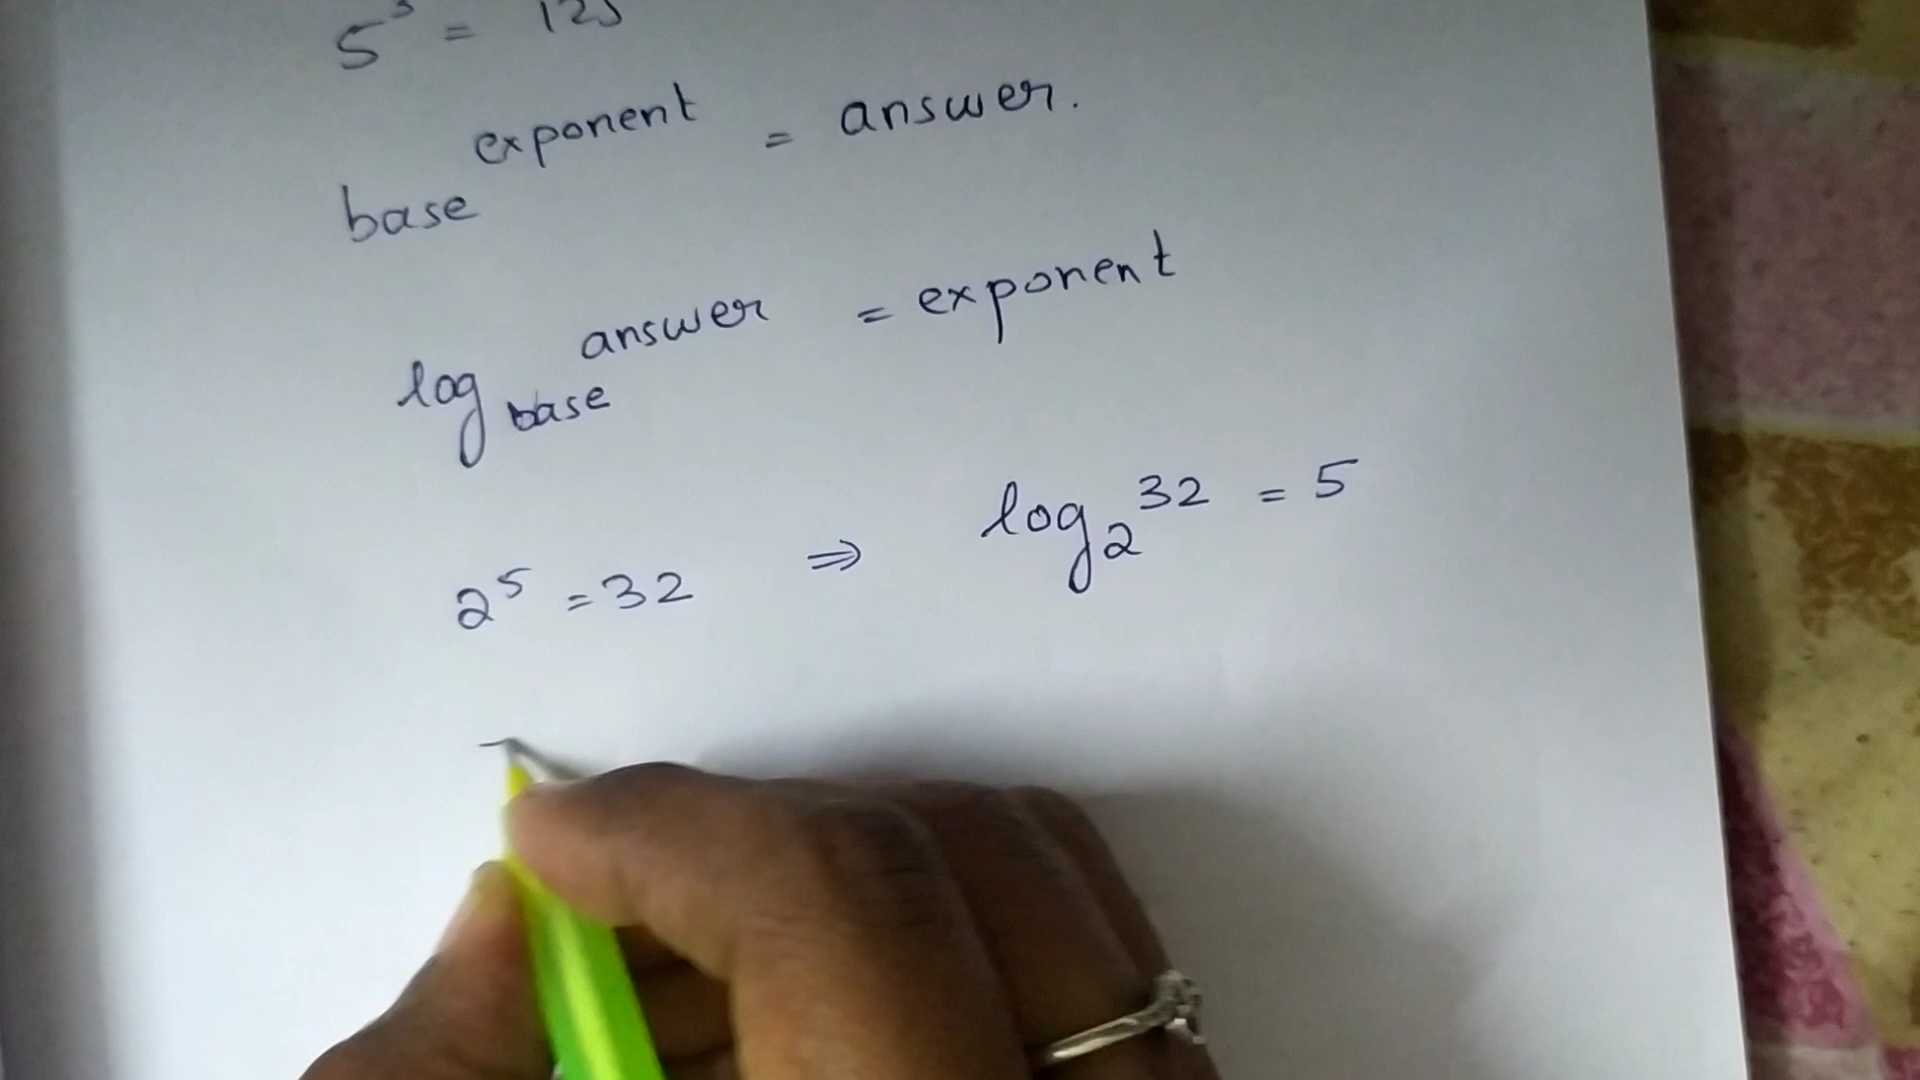 5³ = 125
base^exponent = answer.
log_base answer = exponent
2⁵ = 32 ⇒ log₂ 32 = 5